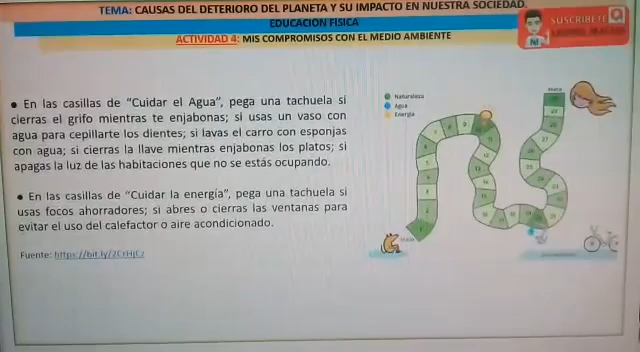 TEMA: CAUSAS DEL DETERIORO DEL PLANETA Y SU IMPACTO EN NUESTRA SOCIEDAD.
EDUCACIÓN FISICA
ACTIVIDAD 4: MIS COMPROMISOS CON EL MEDIO AMBIENTE
SUSCRIBETE
● En las casillas de "Cuidar el Agua", pega una tachuela si
cierras el grifo mientras te enjabonas; si usas un vaso con
agua para cepillarte los dientes; si lavas el carro con esponjas
con agua; si cierras la llave mientras enjabonas los platos; si
apagas la luz de las habitaciones que no se estás ocupando.
● En las casillas de "Cuidar la energía", pega una tachuela si
usas focos ahorradores; si abres o cierras las ventanas para
evitar el uso del calefactor o aire acondicionado.
Fuente:
Naturaleza
Agua
Energía